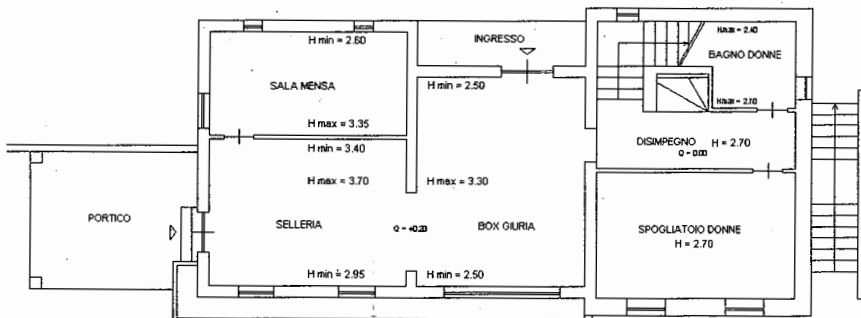 H min = 2.60
INGRESSO
H max = 2.40
BAGNO DONNE
SALA MENSA
H min = 2.50
H max = 2.70
H max = 3.35
H min = 3.40
DISIMPEGNO H = 2.70
Q = 0.00
H max = 3.70
H max = 3.30
PORTICO
SELLERIA
Q = +0.20
BOX GIURIA
SPOGLIATOIO DONNE
H = 2.70
H min = 2.95
H min = 2.50